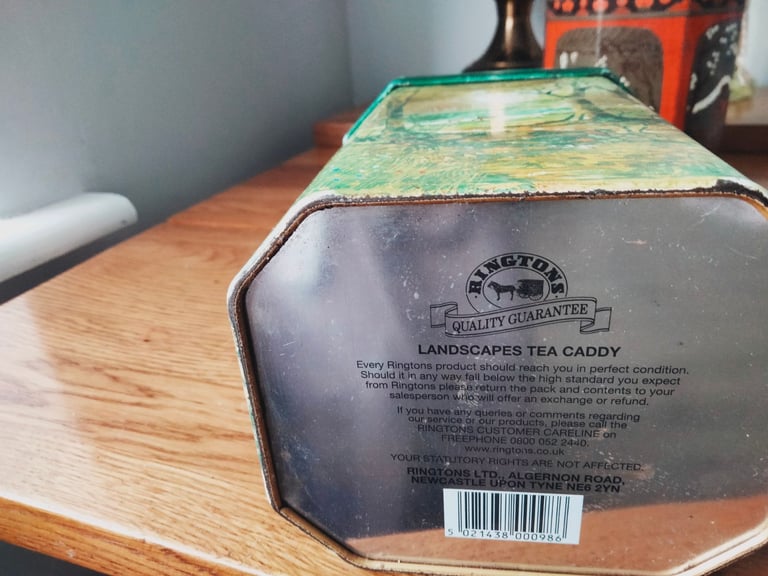 RINGTONS
QUALITY GUARANTEE
LANDSCAPES TEA CADDY
Every Ringtons product should reach you in perfect condition.
Should it in any way fall below the high standard you expect
from Ringtons please return the pack and contents to your
salesperson who will offer an exchange or refund.
If you have any queries or comments regarding
our service or our products, please call the
RINGTONS CUSTOMER CARELINE on
FREEPHONE 0800 052 2440.
www.ringtons.co.uk
YOUR STATUTORY RIGHTS ARE NOT AFFECTED.
RINGTONS LTD., ALGERNON ROAD,
NEWCASTLE UPON TYNE NE6 2YN
5 021438 000986